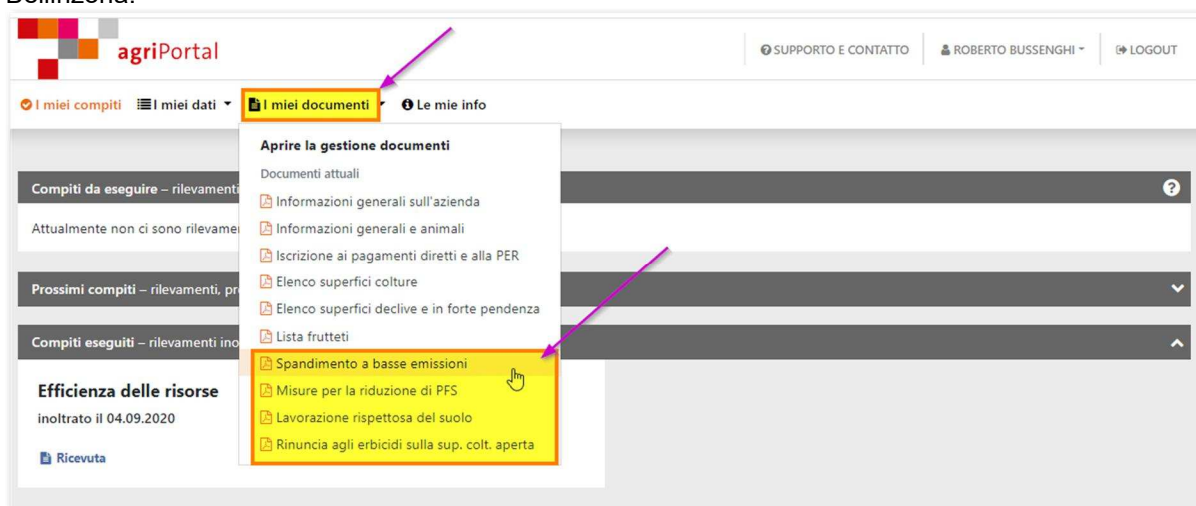 agriPortal
SUPPORTO E CONTATTO ROBERTO BUSSENGHI LOGOUT
I miei compiti I miei dati I miei documenti Le mie info
Aprire la gestione documenti
Documenti attuali
Compiti da eseguire – rilevamenti
Informazioni generali sull'azienda
Attualmente non ci sono
Informazioni generali e animali
Iscrizione ai pagamenti diretti e alla PER
Elenco superfici colture
Prossimi compiti – rilevamenti,
Elenco superfici declive e in forte pendenza
Lista frutteti
Compiti eseguiti – rilevamenti
Spandimento a basse emissioni
Efficienza delle risorse
Misure per la riduzione di PFS
inoltrato il 04.09.2020
Lavorazione rispettosa del suolo
Rinuncia agli erbicidi sulla sup. colt. aperta
Ricevuta